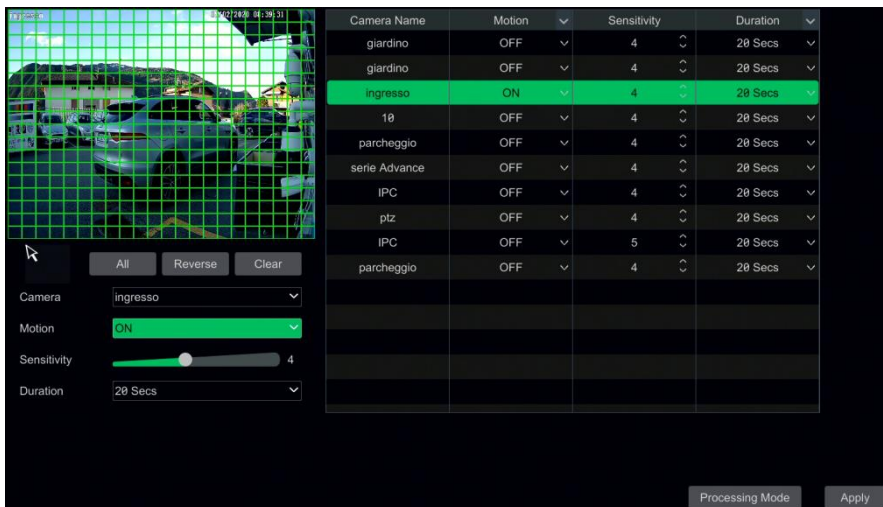 Camera Name Motion Sensitivity Duration
giardino OFF 4 20 Secs
giardino OFF 4 20 Secs
ingresso ON 4 20 Secs
10 OFF 4 20 Secs
parcheggio OFF 4 20 Secs
serie Advance OFF 4 20 Secs
IPC OFF 4 20 Secs
ptz OFF 4 20 Secs
IPC OFF 5 20 Secs
parcheggio OFF 4 20 Secs
All Reverse Clear
Camera ingresso
Motion ON
Sensitivity 4
Duration 20 Secs
Processing Mode Apply